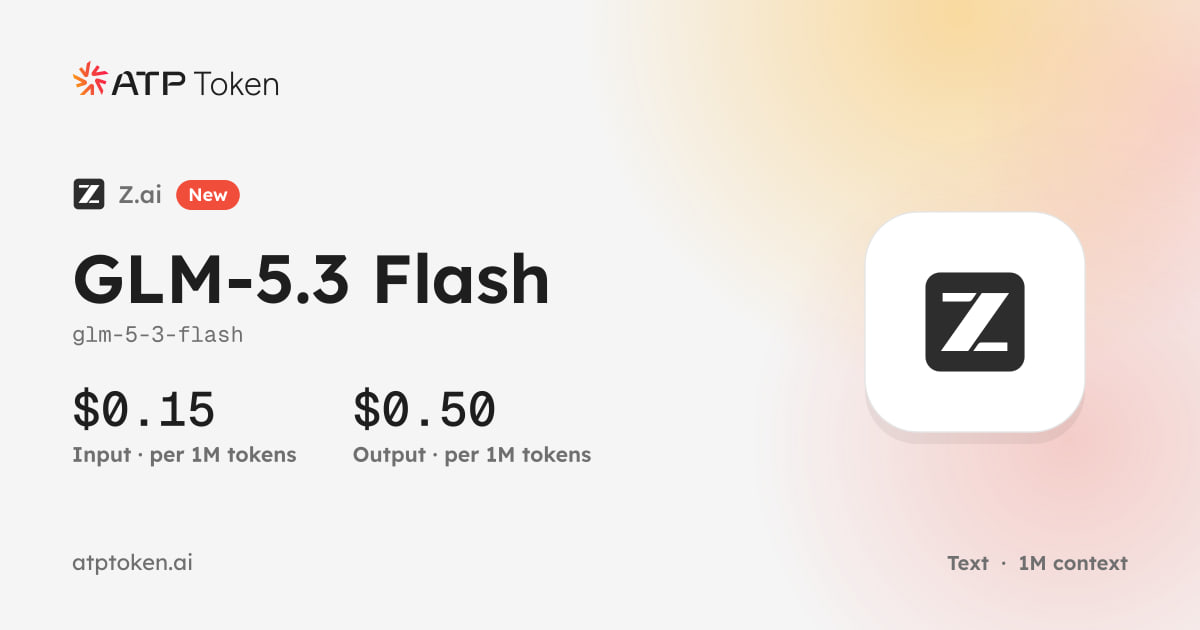 ATP Token
Z.ai New
GLM-5.3 Flash
glm-5-3-flash
$0.15 $0.50
Input · per 1M tokens Output · per 1M tokens
atptoken.ai Text · 1M context